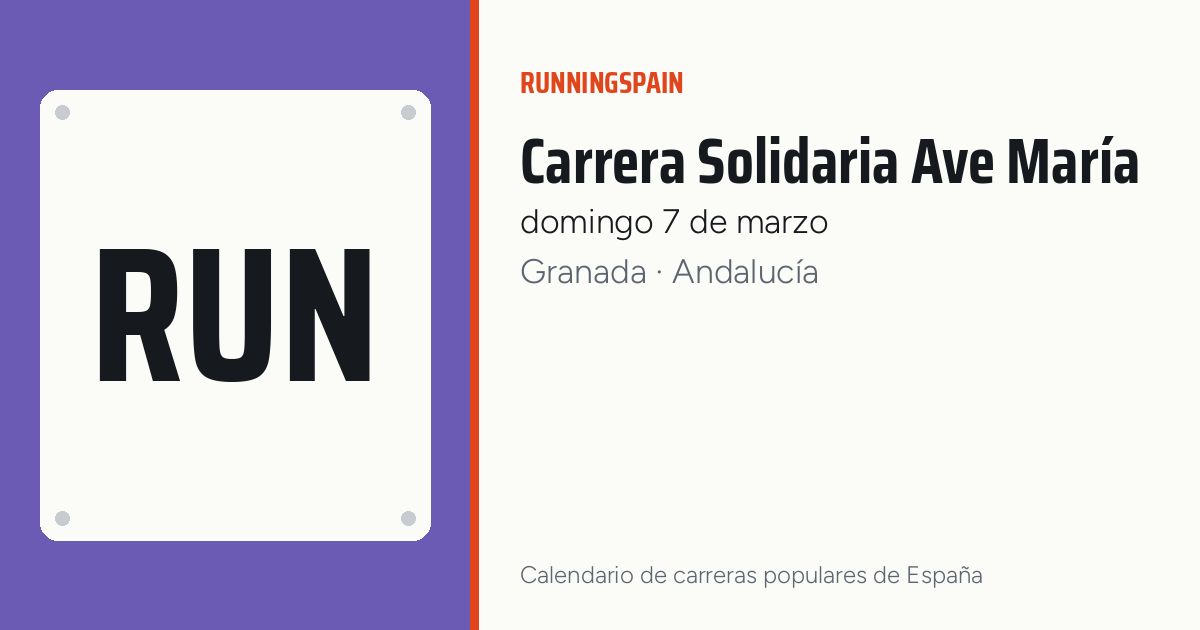 RUN
RUNNINGSPAIN
Carrera Solidaria Ave María
domingo 7 de marzo
Granada · Andalucía
Calendario de carreras populares de España